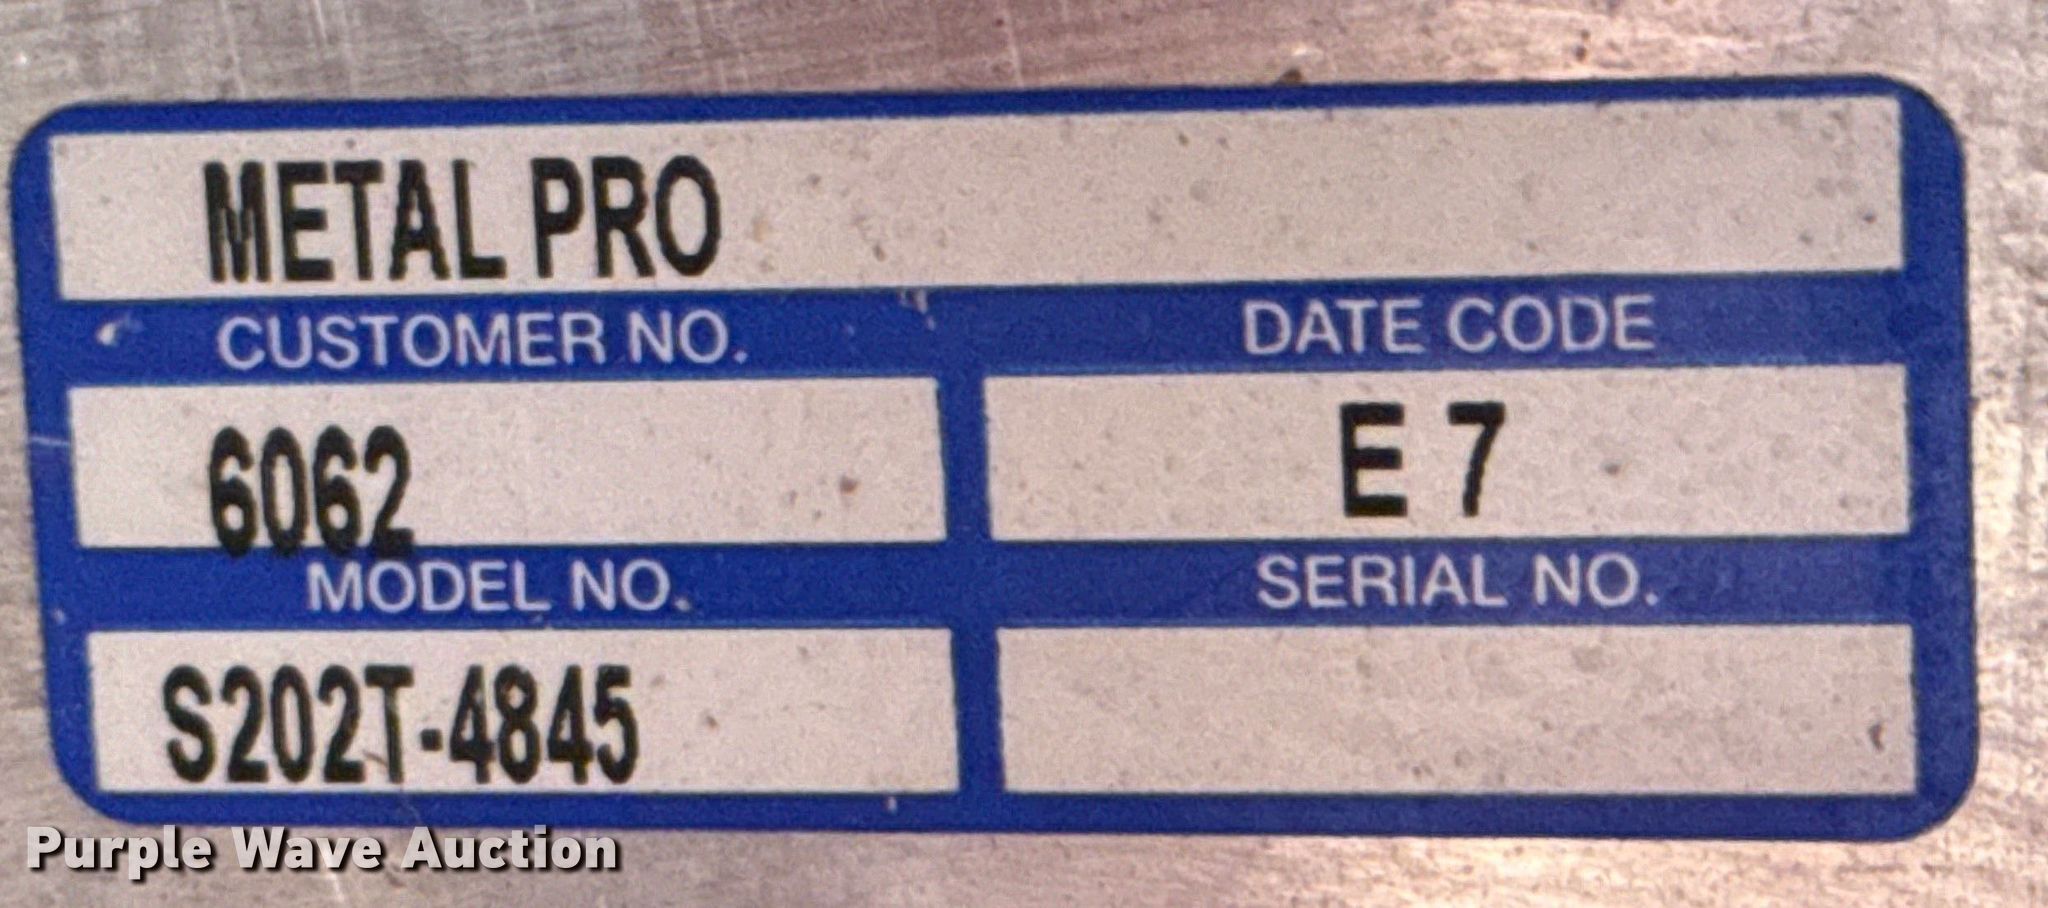 METAL PRO
CUSTOMER NO. DATE CODE
6062 E 7
MODEL NO. SERIAL NO.
S202T-4845
Purple Wave Auction